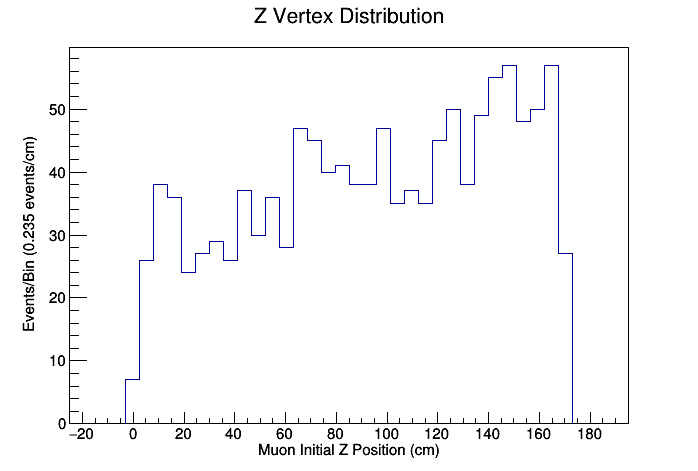 Z Vertex Distribution
Events/Bin (0.235 events/cm)
50
40
30
20
10
0
−20 0 20 40 60 80 100 120 140 160 180
Muon Initial Z Position (cm)